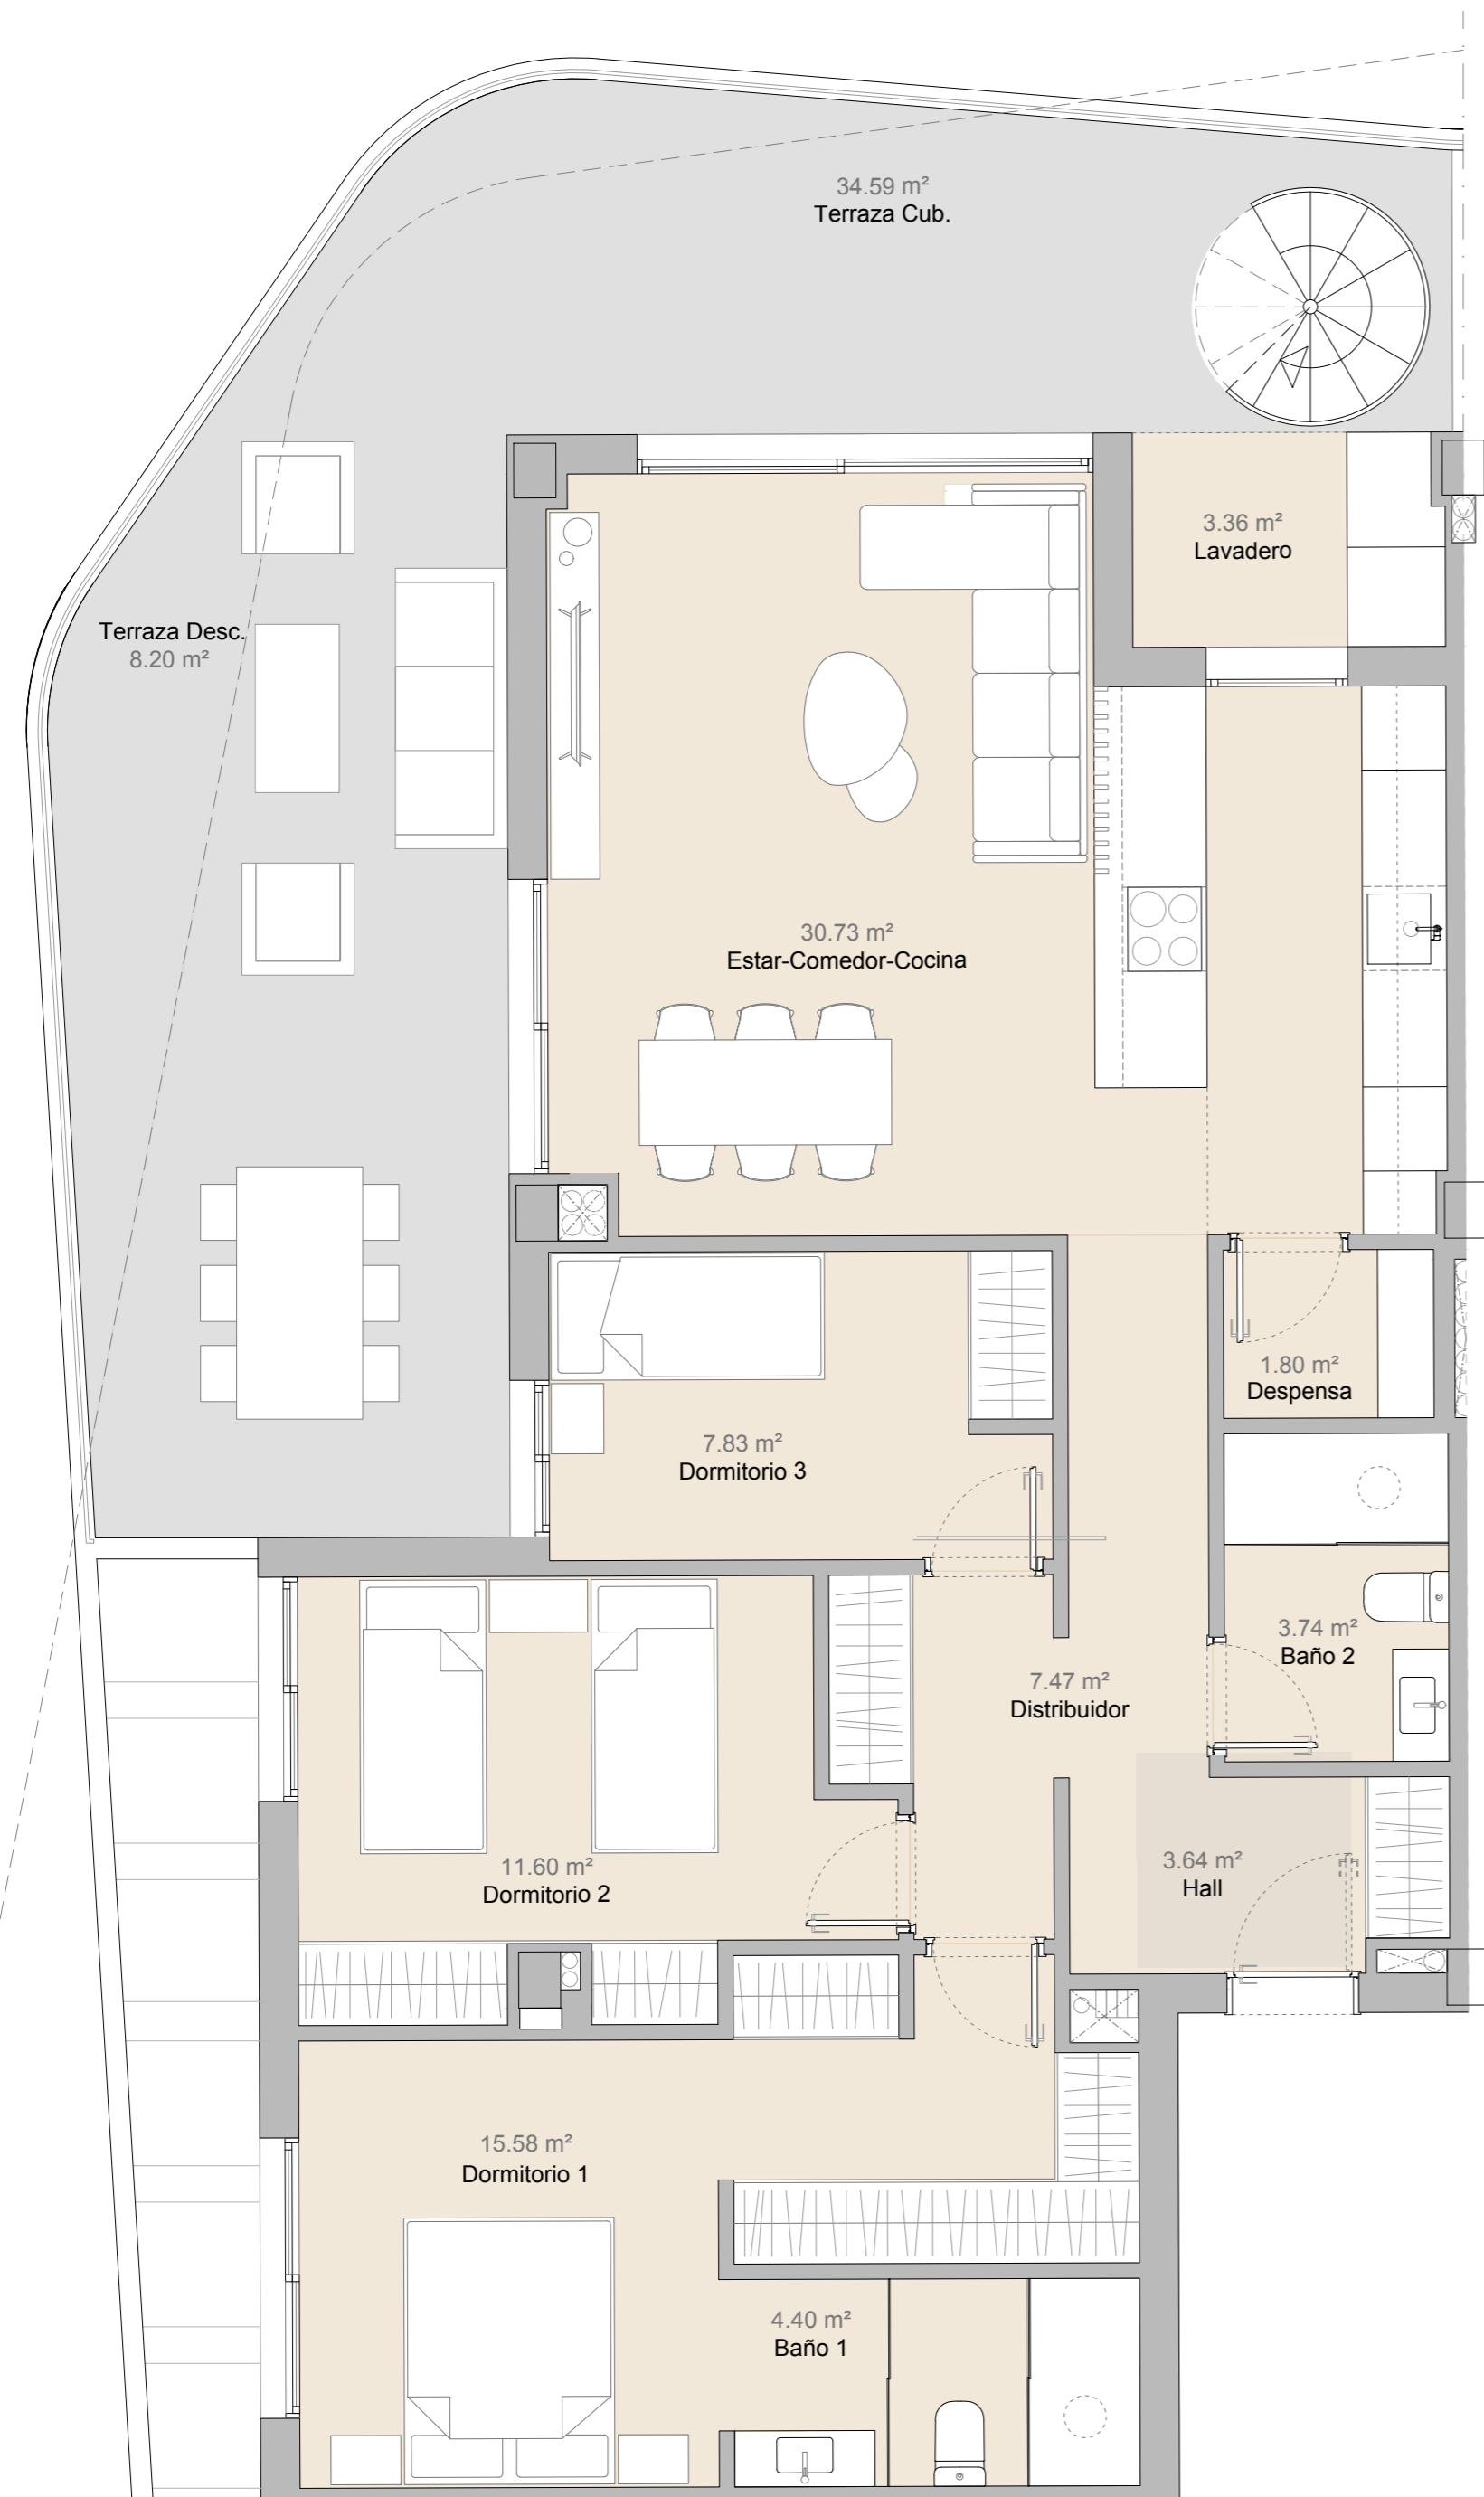 34.59 m²
Terraza Cub.
3.36 m²
Lavadero
Terraza Desc.
8.20 m²
30.73 m²
Estar-Comedor-Cocina
1.80 m²
Despensa
7.83 m²
Dormitorio 3
3.74 m²
Baño 2
7.47 m²
Distribuidor
11.60 m²
Dormitorio 2
3.64 m²
Hall
15.58 m²
Dormitorio 1
4.40 m²
Baño 1